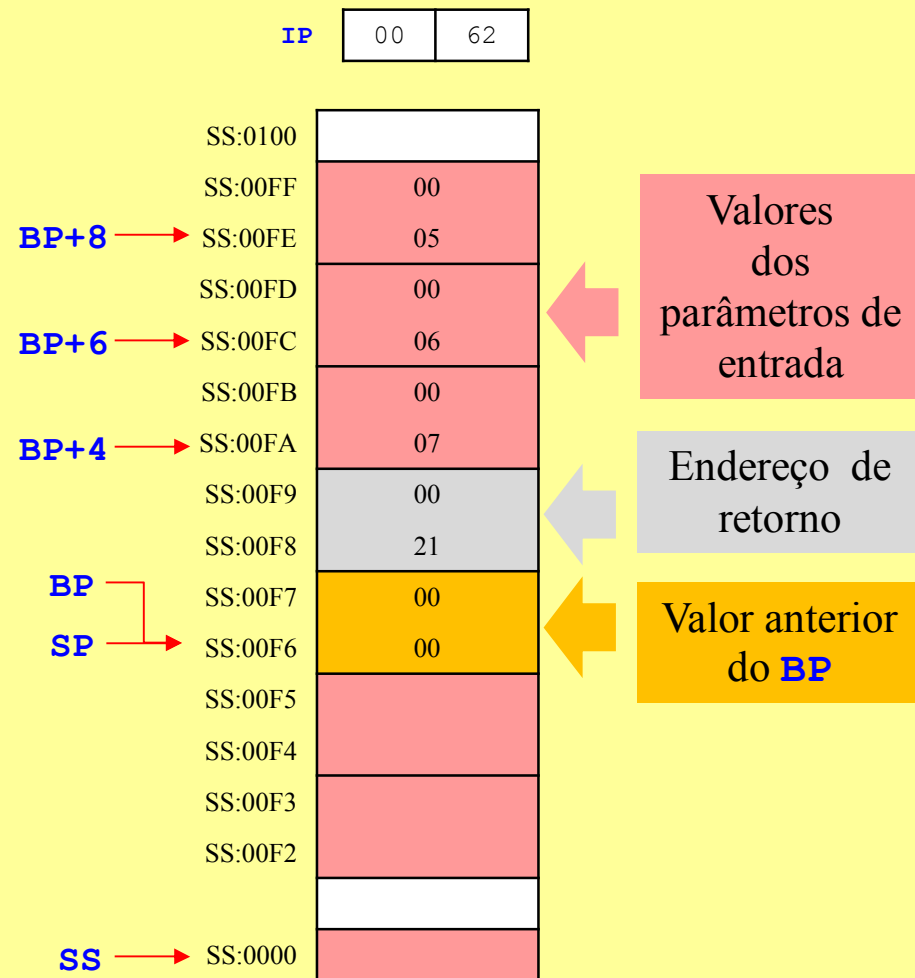 IP 00 62
SS:0100
SS:00FF 00
BP+8 SS:00FE 05
SS:00FD 00
BP+6 SS:00FC 06
SS:00FB 00
BP+4 SS:00FA 07
SS:00F9 00
SS:00F8 21
BP
SS:00F7 00
SP SS:00F6 00
SS:00F5
SS:00F4
SS:00F3
SS:00F2
SS SS:0000
Valores
dos
parâmetros de
entrada
Endereço de
retorno
Valor anterior
do BP